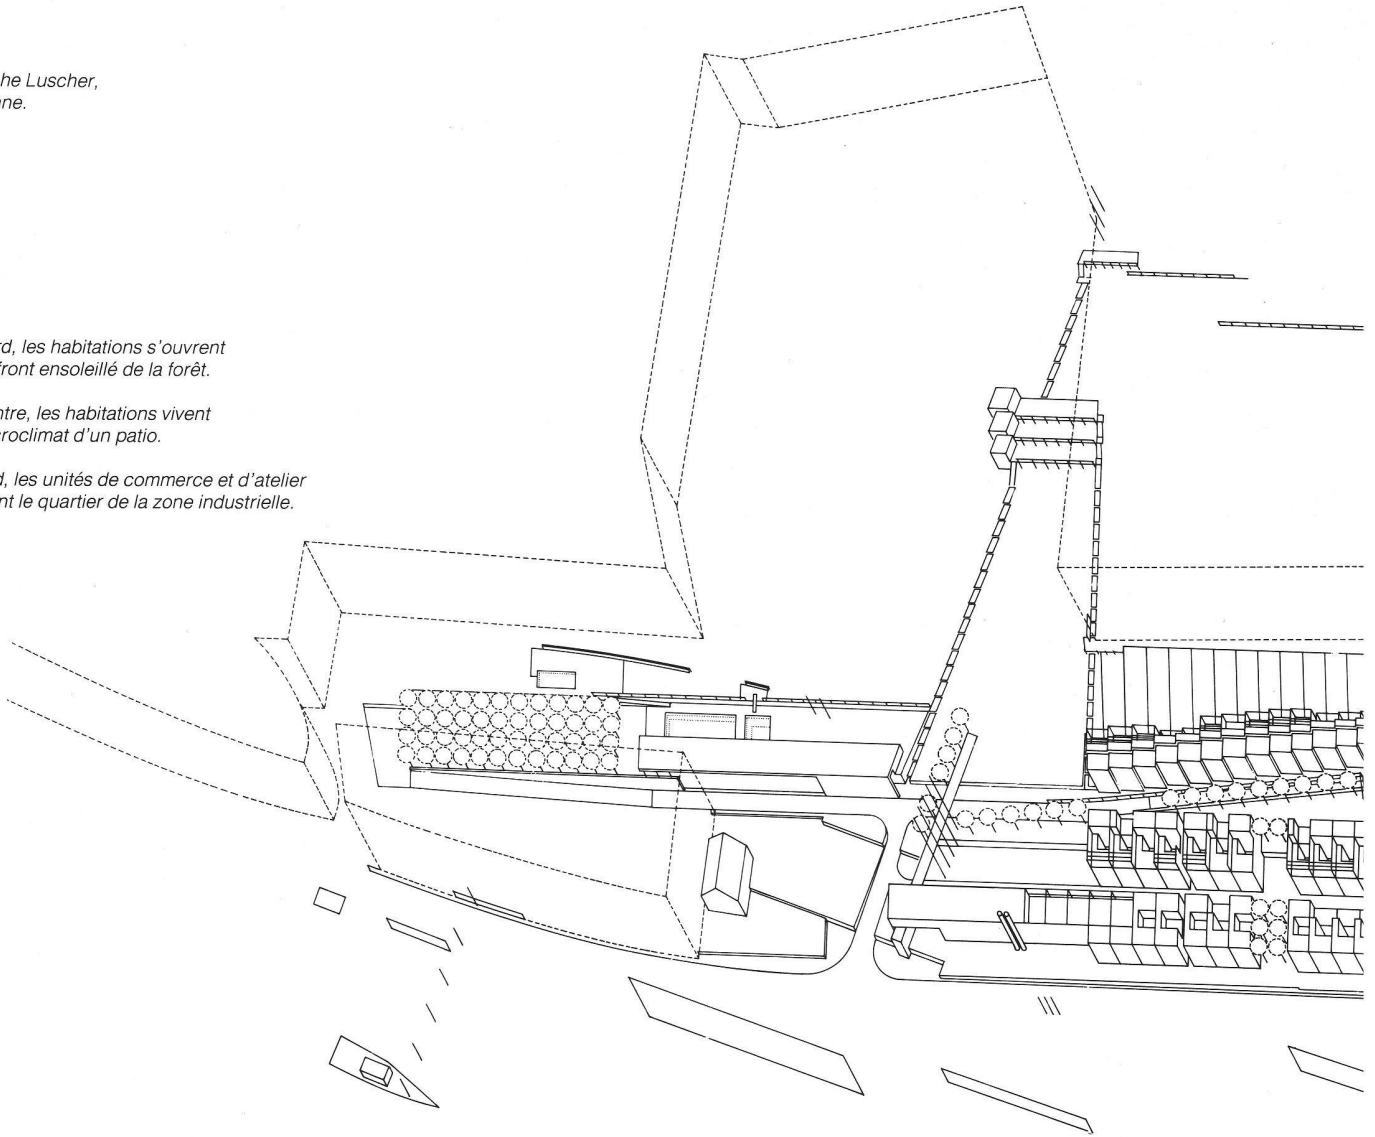 he Luscher,
ne.
rd, les habitations s'ouvrent
front ensoleillé de la forêt.
ntre, les habitations vivent
roclimat d'un patio.
d, les unités de commerce et d'atelier
nt le quartier de la zone industrielle.